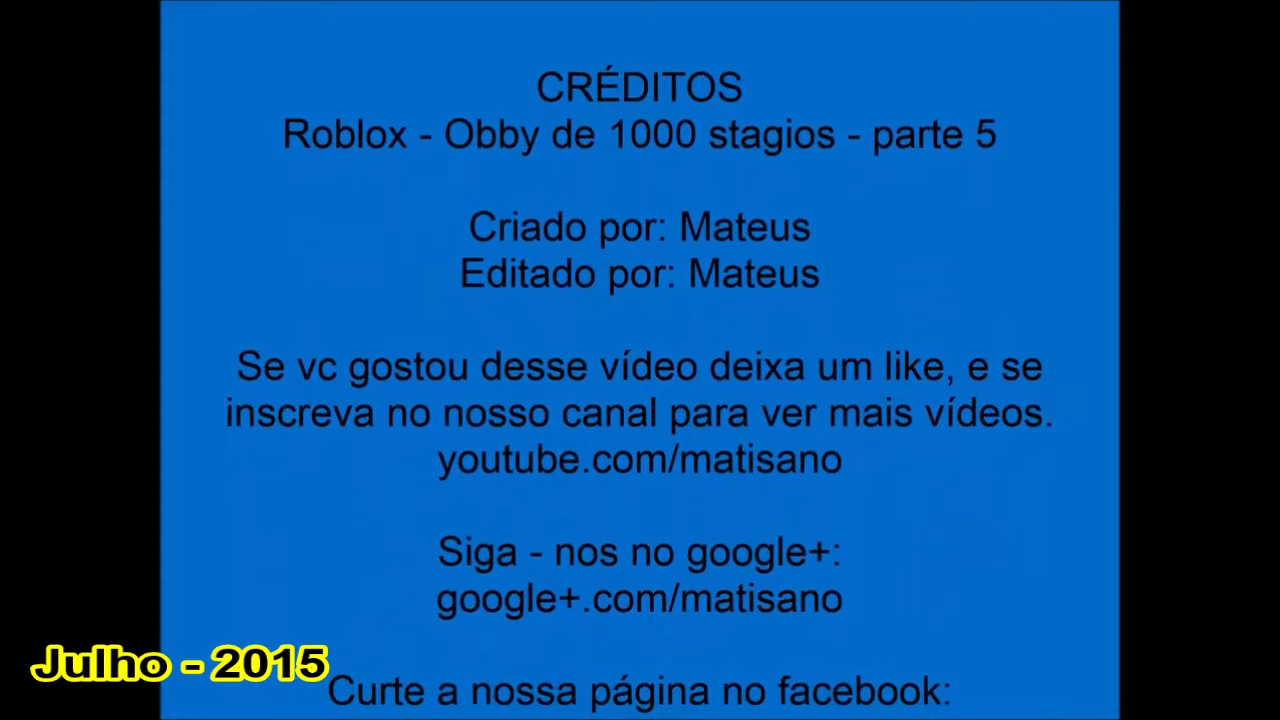 CRÉDITOS
Roblox - Obby de 1000 stagios - parte 5
Criado por: Mateus
Editado por: Mateus
Se vc gostou desse vídeo deixa um like, e se
inscreva no nosso canal para ver mais vídeos.
youtube.com/matisano
Siga - nos no google+:
google+.com/matisano
Julho - 2015
Curte a nossa página no facebook: